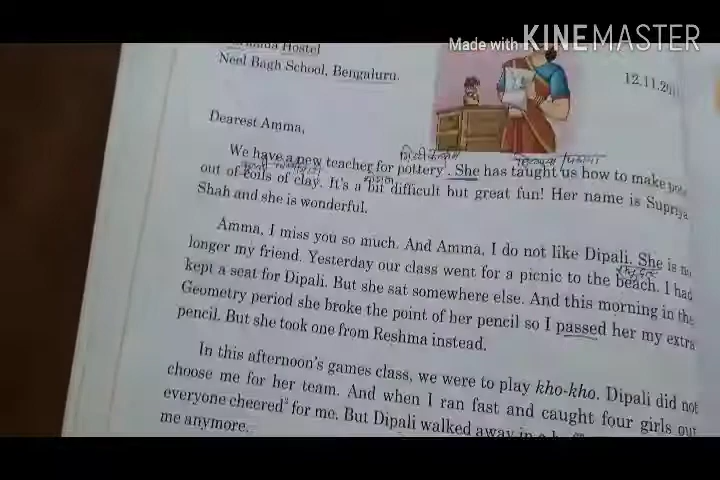 Made with KINEMASTER
Hostel
Neel Bagh School, Bengaluru.
12.11.20
Dearest Amma,
We have a new teacher for pottery. She has taught us how to make pots
out of coils of clay. It's a bit difficult but great fun! Her name is Supriya
Shah and she is wonderful.
Amma, I miss you so much. And Amma, I do not like Dipali. She is no
longer my friend. Yesterday our class went for a picnic to the beach. I had
kept a seat for Dipali. But she sat somewhere else. And this morning in the
Geometry period she broke the point of her pencil so I passed her my extra
pencil. But she took one from Reshma instead.
In this afternoon's games class, we were to play kho-kho. Dipali did not
choose me for her team. And when I ran fast and caught four girls out
everyone cheered² for me. But Dipali walked away in a
me anymore.